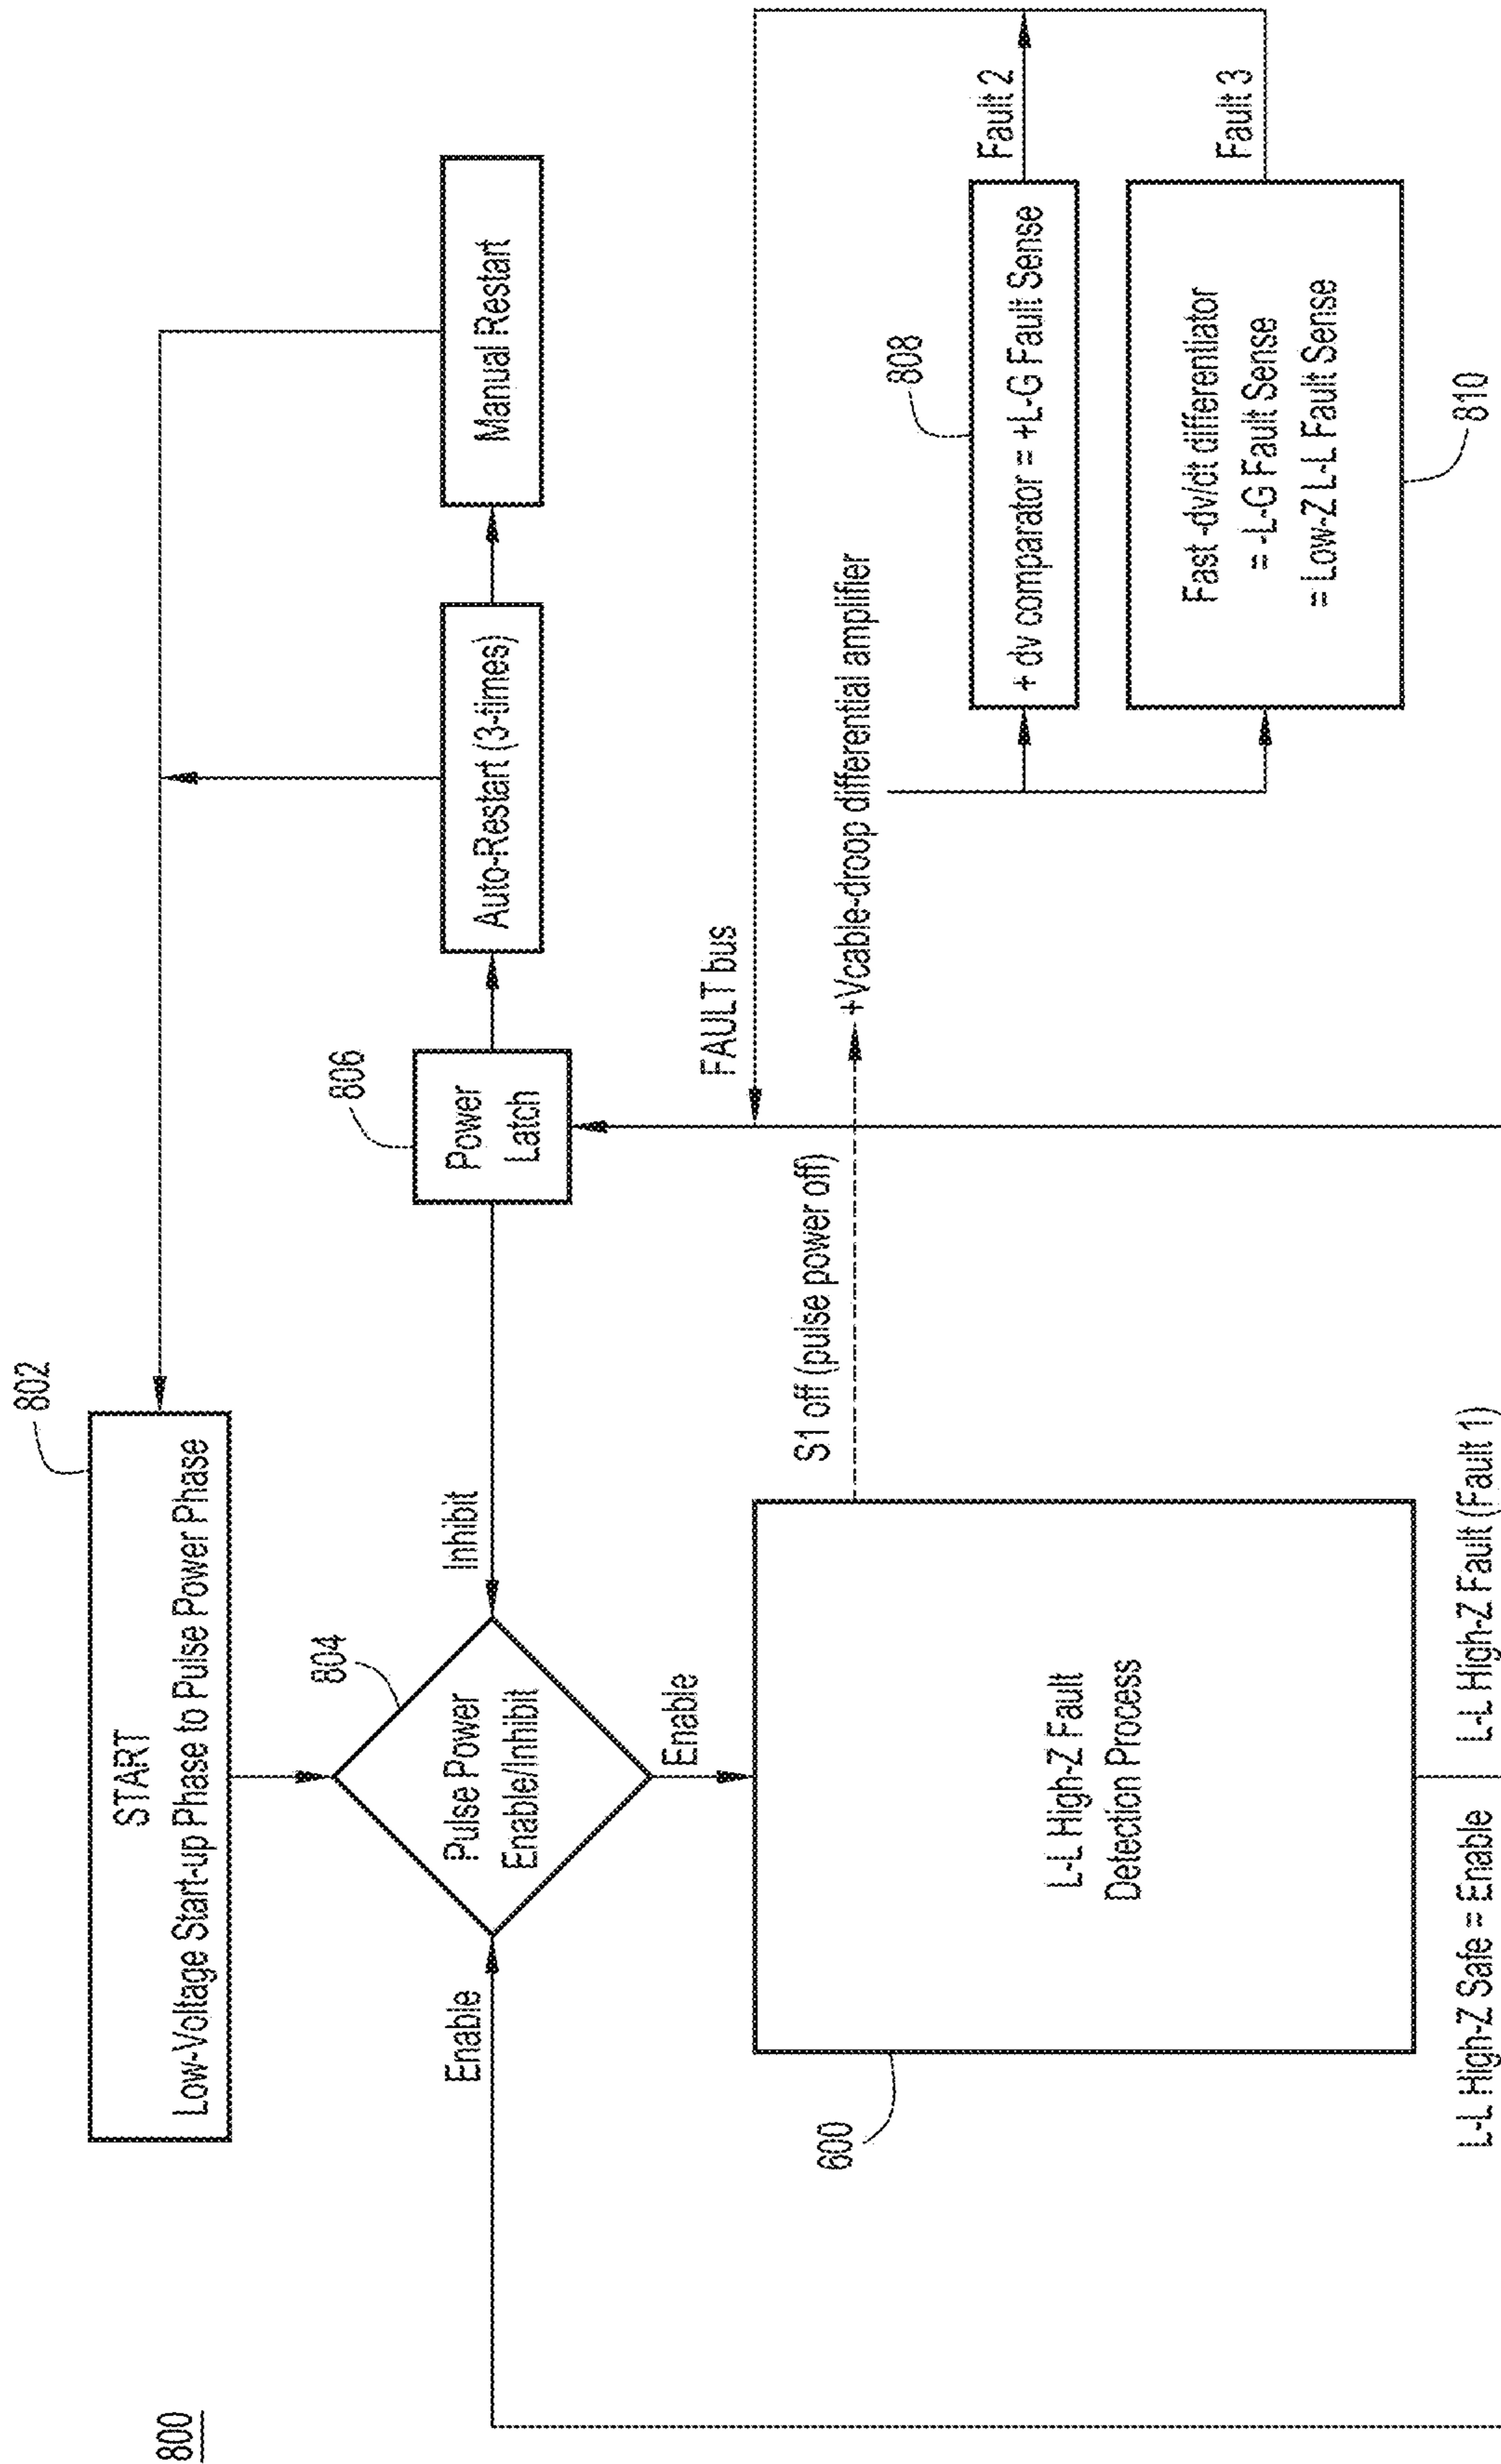 800
802
START
Low-Voltage Start-up Phase to Pulse Power Phase
804
Pulse Power
Enable/Inhibit
Enable
Inhibit
Enable
806
Power
Latch
Auto-Restart (3-times)
Manual Restart
600
L-L High-Z Fault
Detection Process
S1 off (pulse power off)
FAULT bus
+Vcable-droop differential amplifier
808
+ dv comparator = +L-G Fault Sense
Fault 2
Fast -dv/dt differentiator
= -L-G Fault Sense
= Low-Z L-L Fault Sense
Fault 3
810
L-L High-Z Safe = Enable
L-L High-Z Fault (Fault 1)